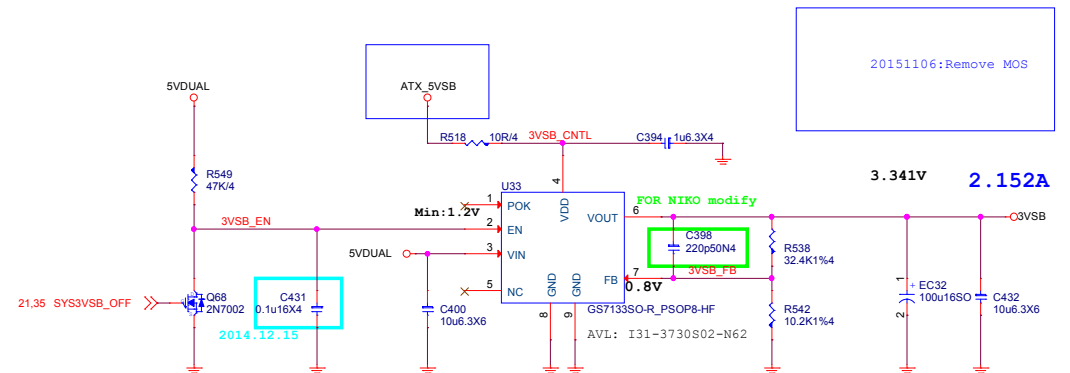 20151106:Remove MOS
5VDUAL
ATX_5VSB
R518
10R/4
3VSB_CNTL
C394
1u6.3X4
R549
47K/4
3.341V
2.152A
U33
4
FOR NIKO modify
1
POK
VDD
VOUT
6
Min:1.2V
3VSB_EN
2
EN
3VSB
C398
220p50N4
R538
32.4K1%4
5VDUAL
3
VIN
3VSB_FB
FB
7
0.8V
5
NC
GND
GND
1
+
EC32
100u16SO
2
C432
10u6.3X6
21,35 SYS3VSB_OFF
Q68
2N7002
C431
0.1u16X4
2014.12.15
C400
10u6.3X6
8
9
GS7133SO-R_PSOP8-HF
AVL: I31-3730S02-N62
R542
10.2K1%4